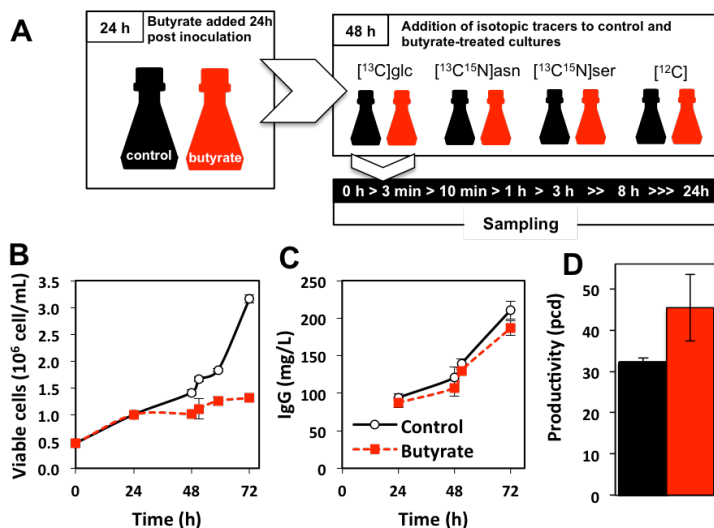 A
24 h
Butyrate added 24h
post inoculation
control
butyrate
48 h
Addition of isotopic tracers to control and
butyrate-treated cultures
[¹³C]glc
[¹³C¹⁵N]asn
[¹³C¹⁵N]ser
[¹²C]
0 h > 3 min > 10 min > 1 h > 3 h >> 8 h >>> 24h
Sampling
B
Viable cells (10⁶ cell/mL)
3.5
3.0
2.5
2.0
1.5
1.0
0.5
0.0
0 24 48 72
Time (h)
C
IgG (mg/L)
250
200
150
100
50
0
Control
Butyrate
0 24 48 72
Time (h)
D
Productivity (pcd)
50
40
30
20
10
0